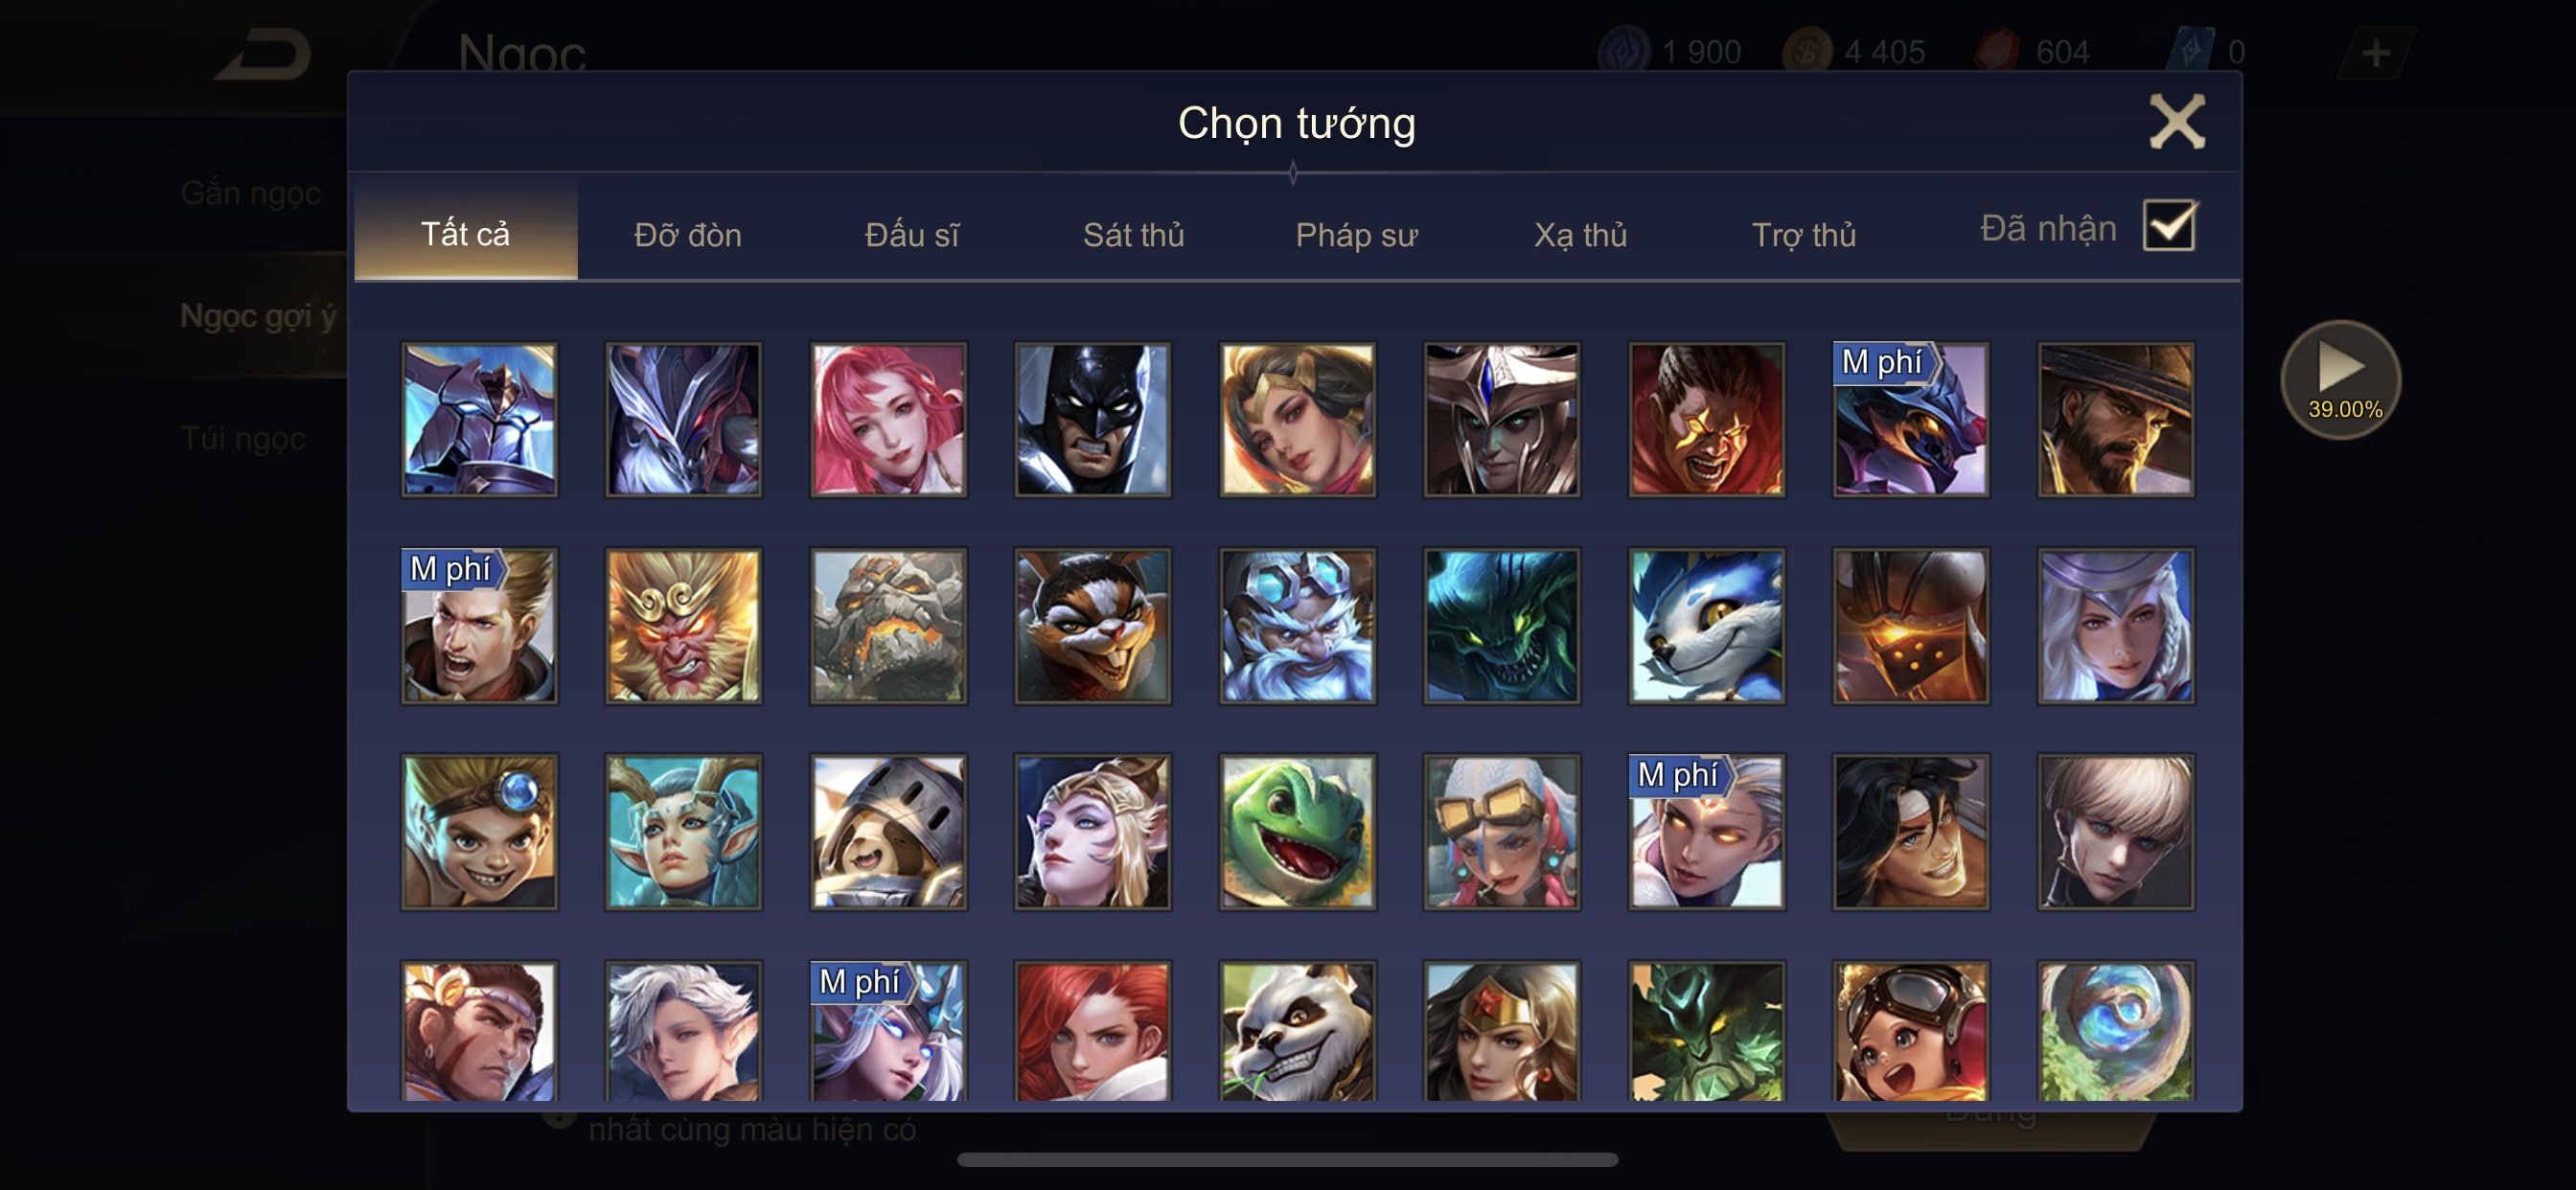 Ngọc
1 900
4 405
604
0
Chọn tướng
Gắn ngọc
Ngọc gợi ý
Túi ngọc
Tất cả
Đỡ đòn
Đấu sĩ
Sát thủ
Pháp sư
Xạ thủ
Trợ thủ
Đã nhận
M phí
39.00%
M phí
M phí
M phí
nhất cùng màu hiện có
Dùng